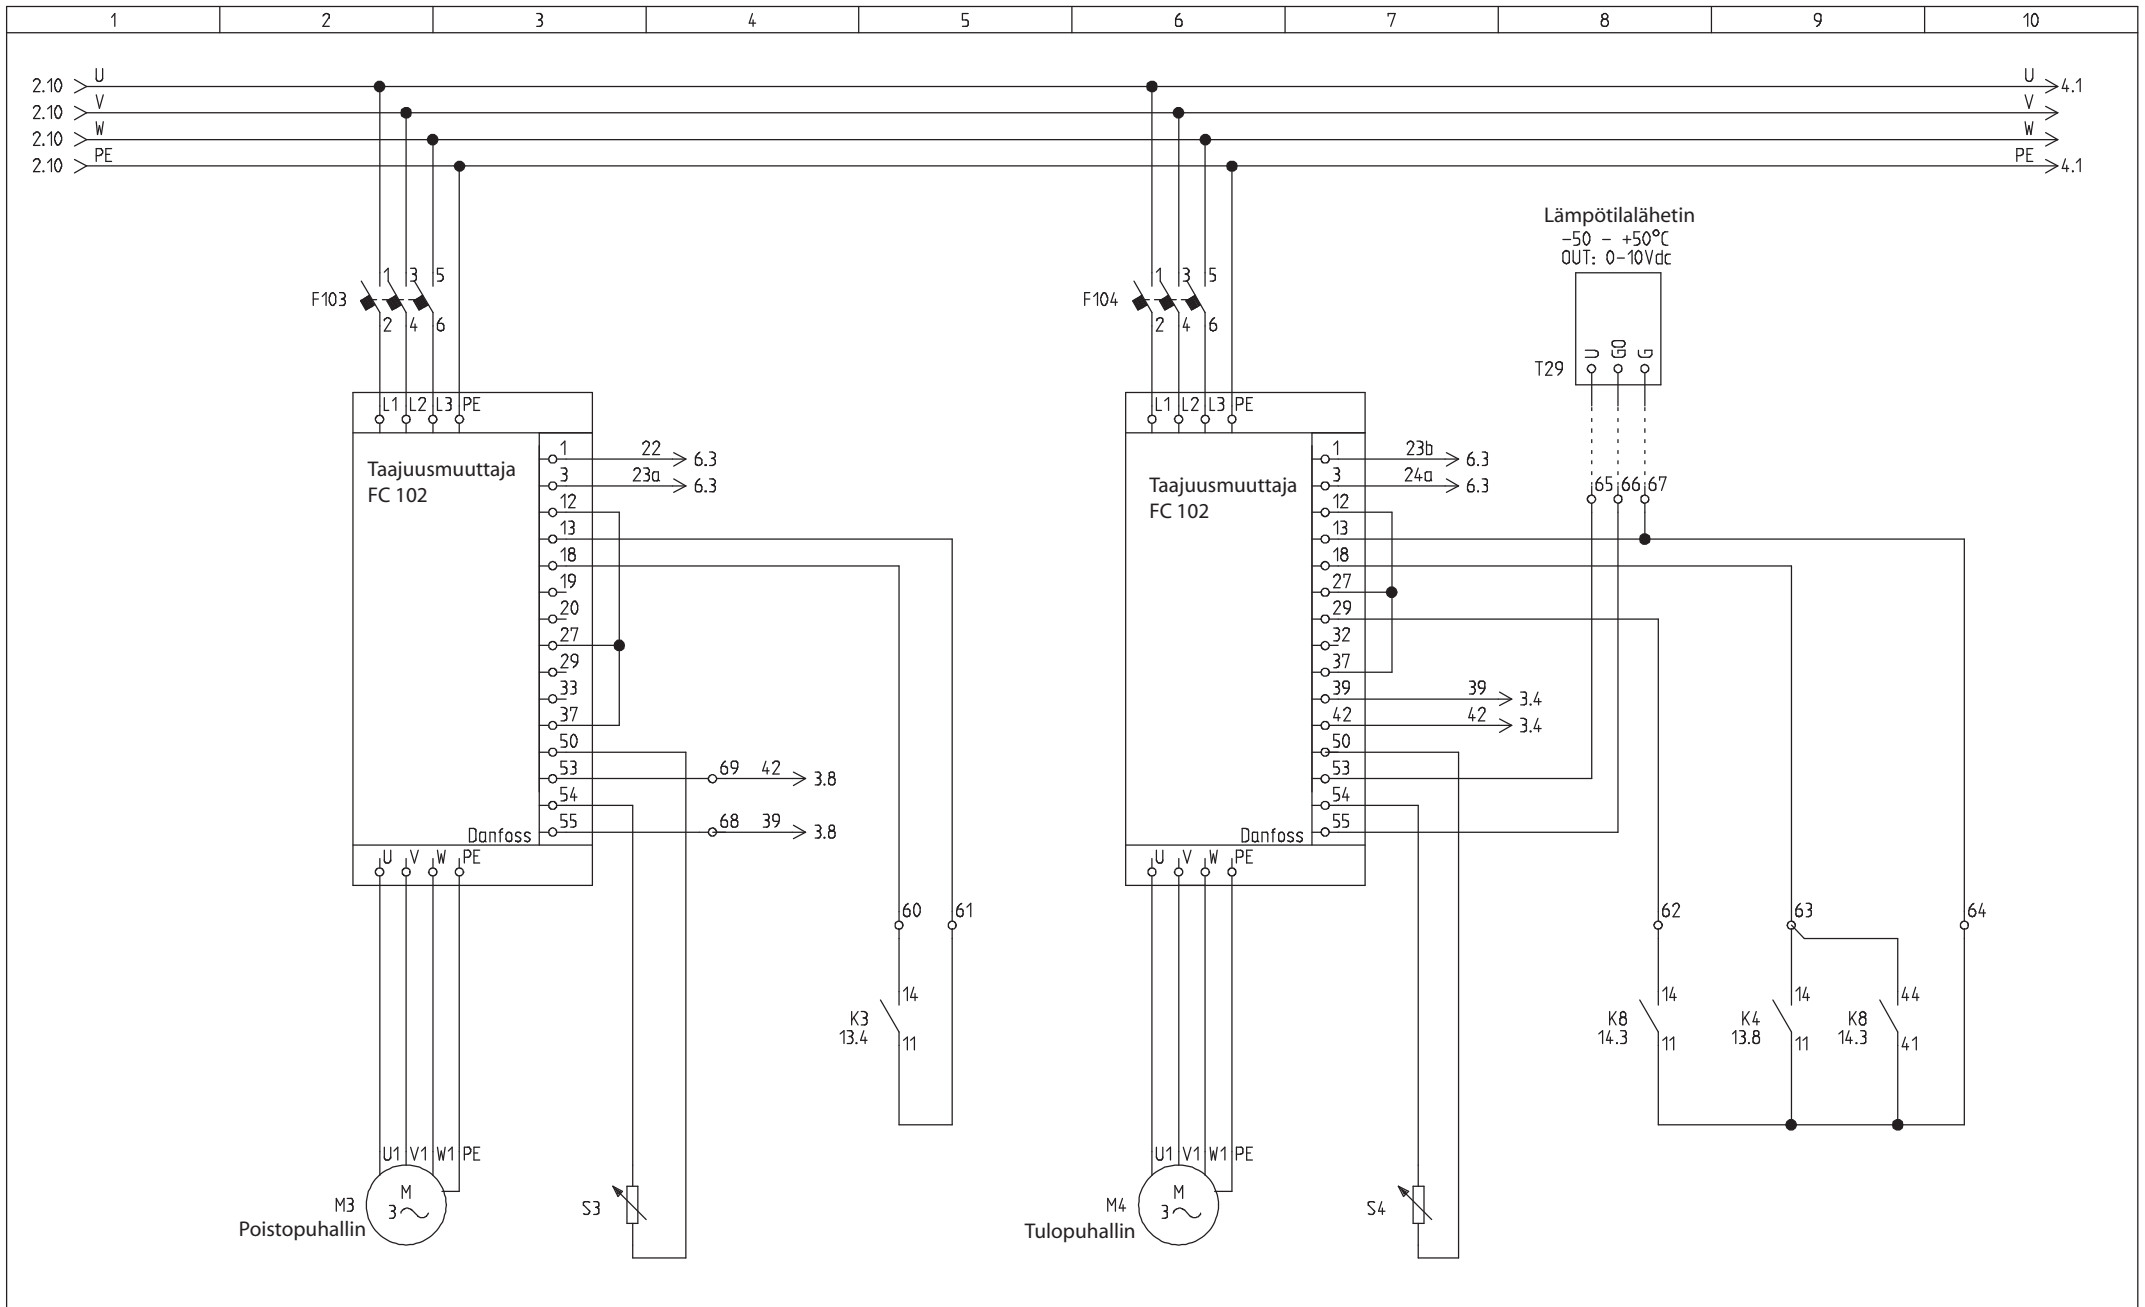 1 2 3 4 5 6 7 8 9 10
2.10 U U 4.1
2.10 V V
2.10 W W
2.10 PE PE 4.1
Lämpötilalähetin
-50 - +50°C
OUT: 0-10Vdc
F103 1 3 5
2 4 6
F104 1 3 5
2 4 6
T29 U G0 G
L1 L2 L3 PE
Taajuusmuuttaja
FC 102
1 22 6.3
3 23a 6.3
12
13
18
19
20
27
29
33
37
50
53 69 42 3.8
54
55 68 39 3.8
Danfoss
U V W PE
L1 L2 L3 PE
Taajuusmuuttaja
FC 102
1 23b 6.3
3 24a 6.3
12
13
18
27
29
32
37
39 39 3.4
42 42 3.4
50
53
54
55
Danfoss
U V W PE
65 66 67
60 61
14
K3
13.4
11
62 63 64
14 14 44
K8 K4 K8
14.3 13.8 14.3
11 11 41
U1 V1 W1 PE
M
3
M3
Poistopuhallin
S3
U1 V1 W1 PE
M
3
M4
Tulopuhallin
S4